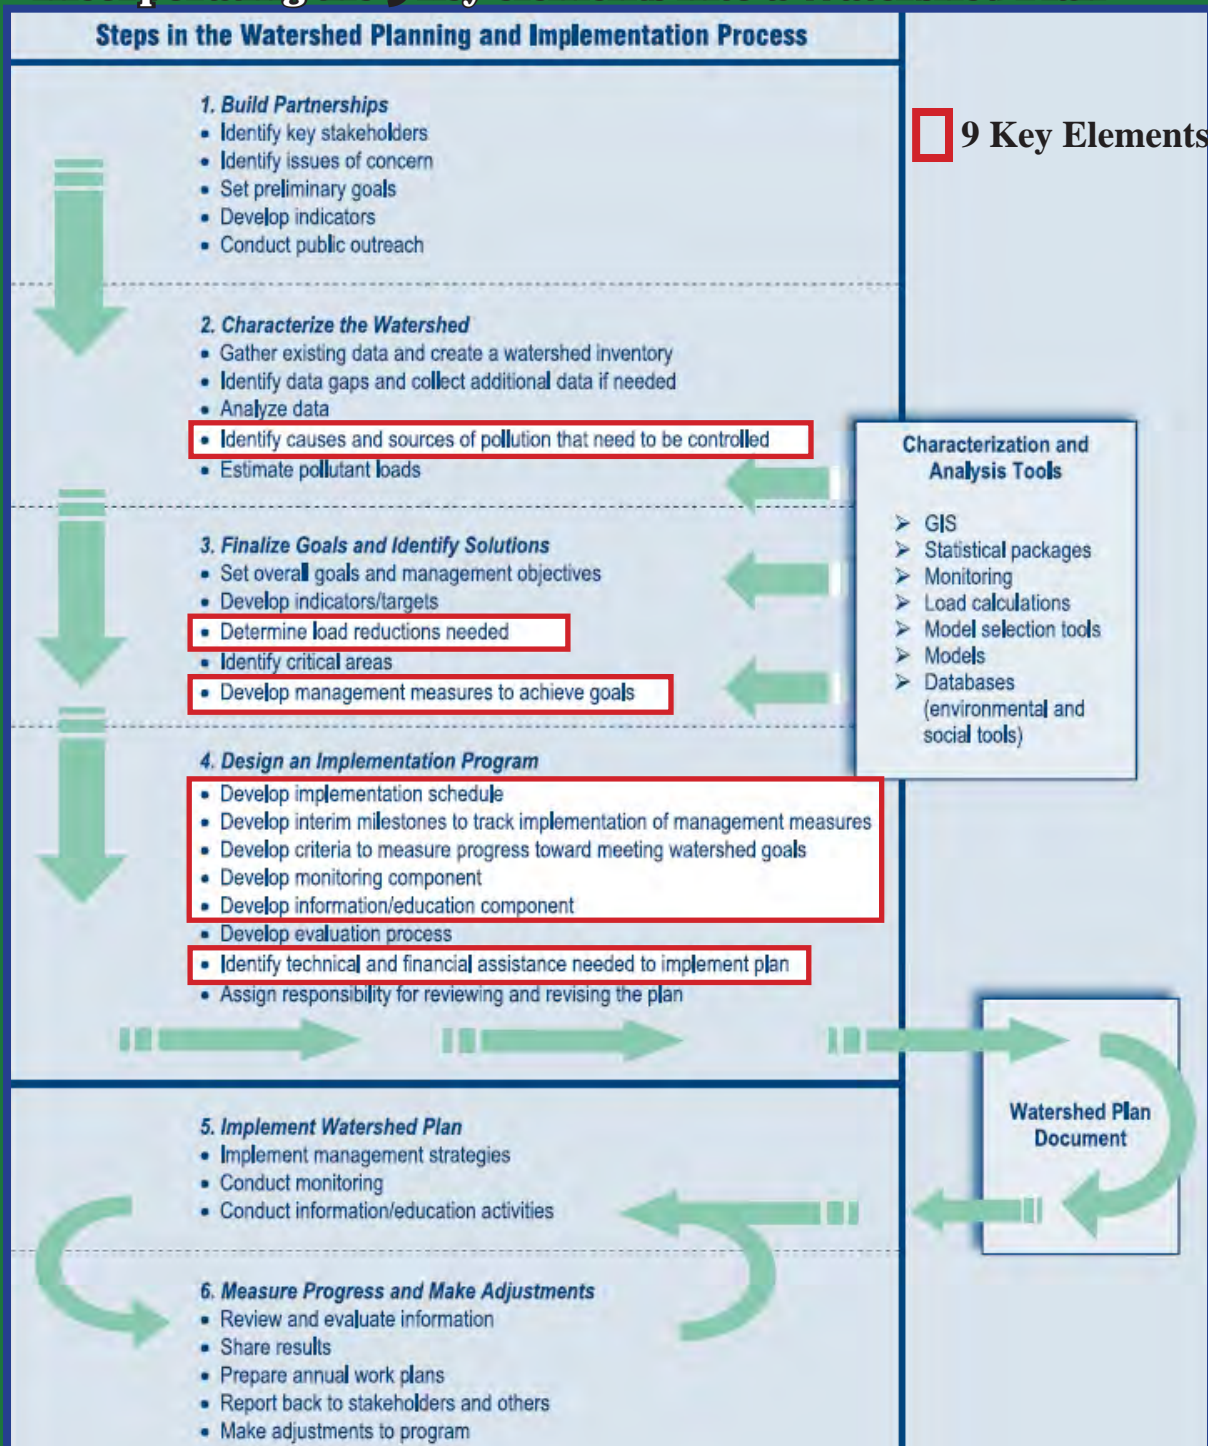 Steps in the Watershed Planning and Implementation Process
1. Build Partnerships
• Identify key stakeholders
• Identify issues of concern
• Set preliminary goals
• Develop indicators
• Conduct public outreach
9 Key Elements
2. Characterize the Watershed
• Gather existing data and create a watershed inventory
• Identify data gaps and collect additional data if needed
• Analyze data
• Identify causes and sources of pollution that need to be controlled
• Estimate pollutant loads
3. Finalize Goals and Identify Solutions
• Set overall goals and management objectives
• Develop indicators/targets
• Determine load reductions needed
• Identify critical areas
• Develop management measures to achieve goals
Characterization and
Analysis Tools
➢ GIS
➢ Statistical packages
➢ Monitoring
➢ Load calculations
➢ Model selection tools
➢ Models
➢ Databases
(environmental and
social tools)
4. Design an Implementation Program
• Develop implementation schedule
• Develop interim milestones to track implementation of management measures
• Develop criteria to measure progress toward meeting watershed goals
• Develop monitoring component
• Develop information/education component
• Develop evaluation process
• Identify technical and financial assistance needed to implement plan
• Assign responsibility for reviewing and revising the plan
Watershed Plan
Document
5. Implement Watershed Plan
• Implement management strategies
• Conduct monitoring
• Conduct information/education activities
6. Measure Progress and Make Adjustments
• Review and evaluate information
• Share results
• Prepare annual work plans
• Report back to stakeholders and others
• Make adjustments to program